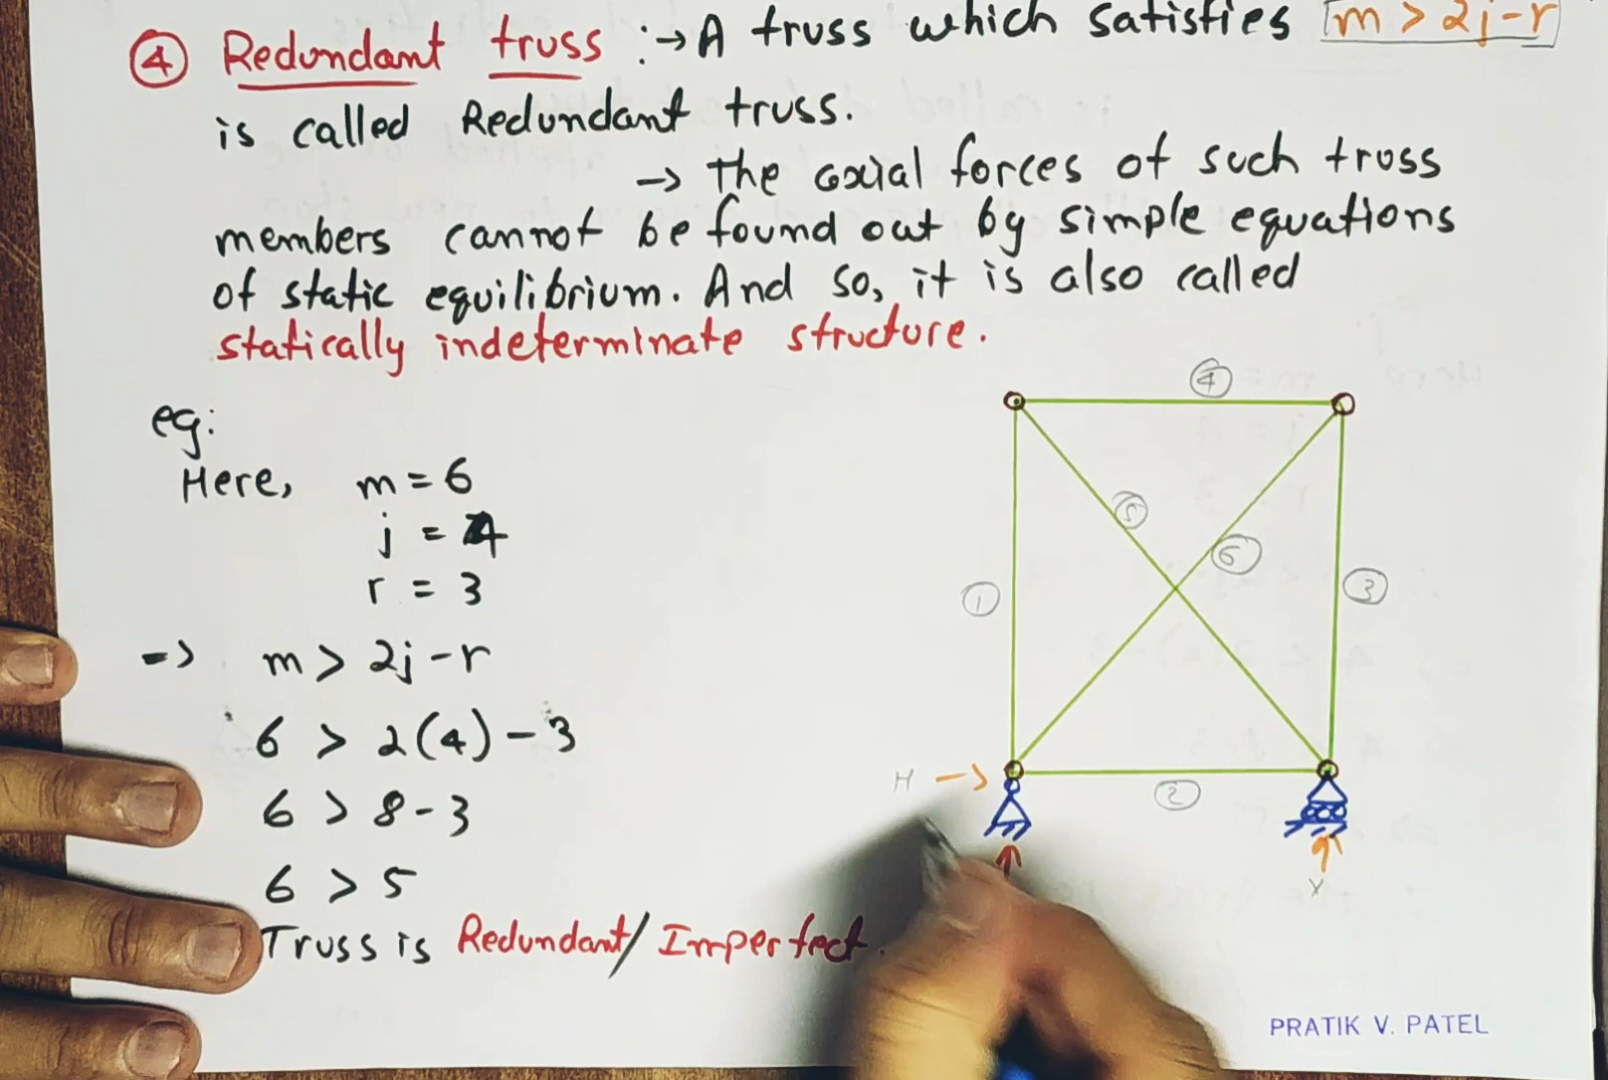 ④ Redundant truss :→ A truss which satisfies m > 2j-r
is called Redundant truss.
→ The axial forces of such truss
members cannot be found out by simple equations
of static equilibrium. And so, it is also called
statically indeterminate structure.
eg:
Here, m = 6
j = 4
r = 3
=> m > 2j - r
6 > 2(4) - 3
6 > 8 - 3
6 > 5
Truss is Redundant/Imperfect.
④
⑤
⑥
①
③
H →
②
Y
PRATIK V. PATEL